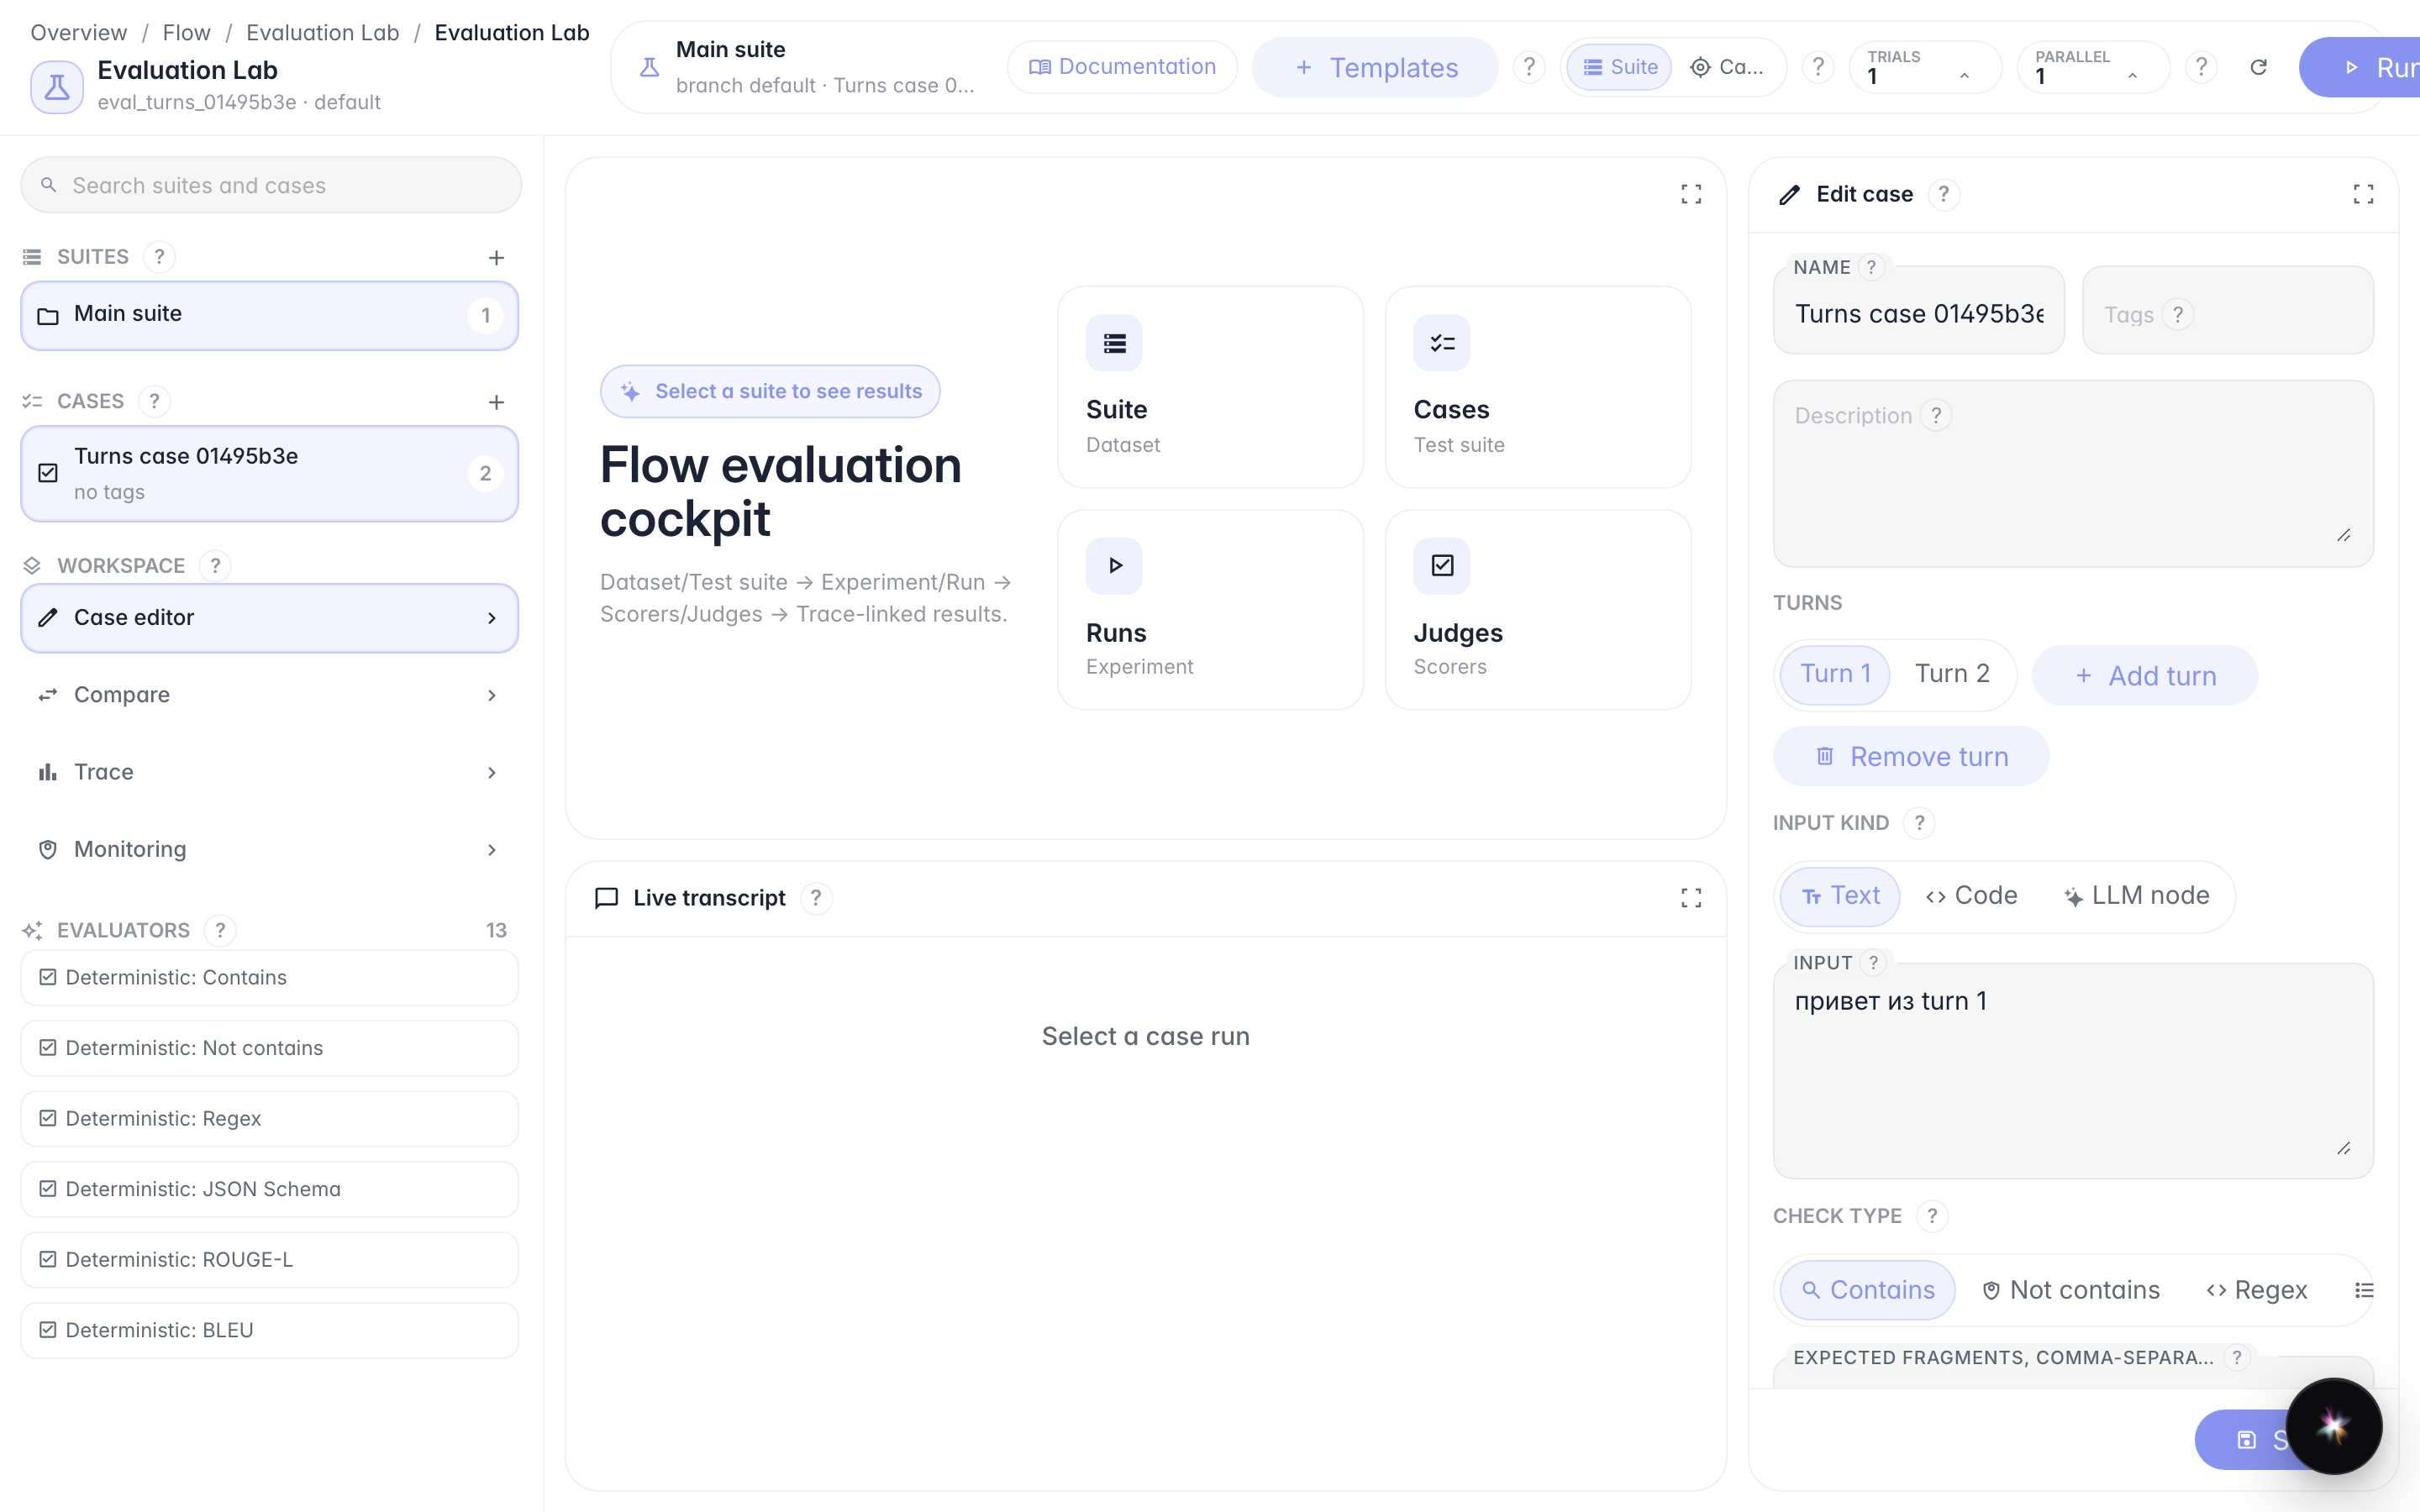 Overview / Flow / Evaluation Lab / Evaluation Lab
Evaluation Lab
eval_turns_01495b3e · default
Main suite
branch default · Turns case 0...
Documentation
+ Templates
?
Suite
Ca...
?
TRIALS
1
PARALLEL
1
?
Run
Search suites and cases
SUITES ?
+
Main suite
1
CASES ?
+
Turns case 01495b3e
no tags
2
WORKSPACE ?
Case editor
Compare
Trace
Monitoring
EVALUATORS ?
13
Deterministic: Contains
Deterministic: Not contains
Deterministic: Regex
Deterministic: JSON Schema
Deterministic: ROUGE-L
Deterministic: BLEU
Select a suite to see results
Flow evaluation
cockpit
Dataset/Test suite → Experiment/Run →
Scorers/Judges → Trace-linked results.
Suite
Dataset
Cases
Test suite
Runs
Experiment
Judges
Scorers
Live transcript ?
Select a case run
Edit case ?
NAME ?
Turns case 01495b3e
Tags ?
Description ?
TURNS
Turn 1
Turn 2
+ Add turn
Remove turn
INPUT KIND ?
Text
Code
LLM node
INPUT ?
привет из turn 1
CHECK TYPE ?
Contains
Not contains
Regex
EXPECTED FRAGMENTS, COMMA-SEPARA... ?